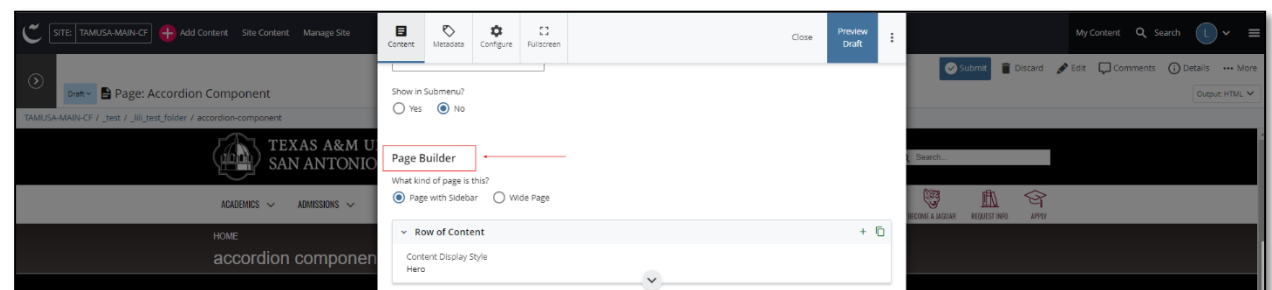 SITE: TAMUSA-MAIN-CF Add Content Site Content Manage Site
My Content Search L
Content Metadata Configure Fullscreen
Close Preview Draft
Submit Discard Edit Comments Details More
Draft Page: Accordion Component
Output: HTML
TAMUSA-MAIN-CF / _test / _lili_test_folder / accordion-component
Show in Submenu?
Yes No
TEXAS A&M U
SAN ANTONIO
Search...
Page Builder
What kind of page is this?
Page with Sidebar Wide Page
ACADEMICS ADMISSIONS
BECOME A JAGUAR REQUEST INFO APPLY
Row of Content
HOME
accordion componen
Content Display Style
Hero